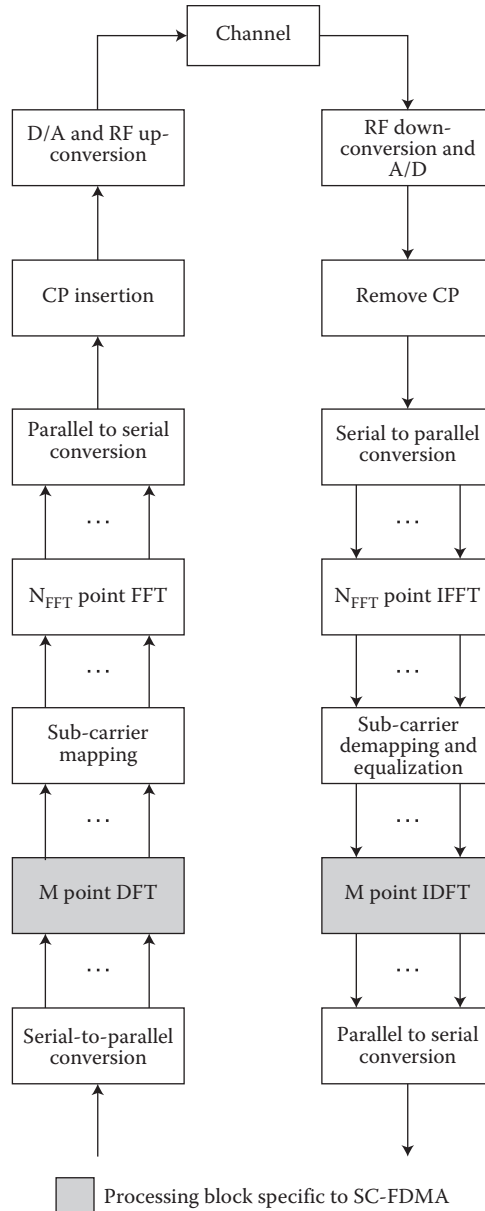 Channel
D/A and RF up-
conversion
RF down-
conversion and
A/D
CP insertion
Remove CP
Parallel to serial
conversion
Serial to parallel
conversion
...
...
N_FFT point FFT
N_FFT point IFFT
...
...
Sub-carrier
mapping
Sub-carrier
demapping and
equalization
...
...
M point DFT
M point IDFT
...
...
Serial-to-parallel
conversion
Parallel to serial
conversion
Processing block specific to SC-FDMA